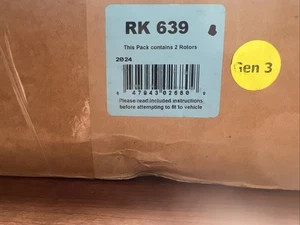 RK 639
This Pack contains 2 Rotors
2024
Gen 3
Please read included instructions,
before attempting to fit to vehicle